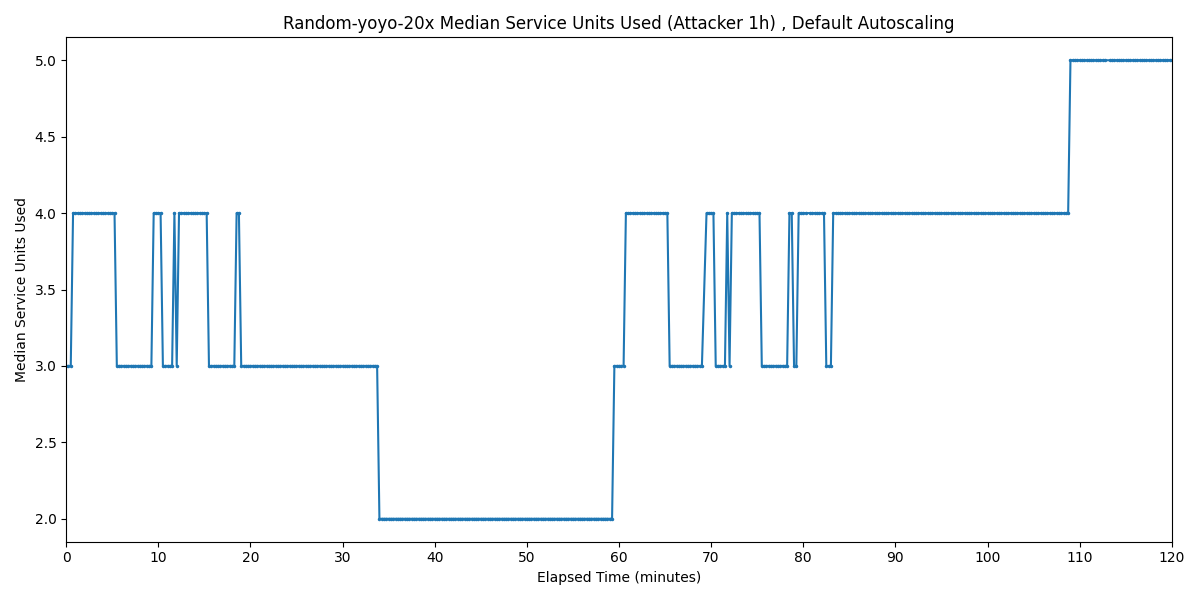 Random-yoyo-20x Median Service Units Used (Attacker 1h) , Default Autoscaling
Median Service Units Used
5.0
4.5
4.0
3.5
3.0
2.5
2.0
0 10 20 30 40 50 60 70 80 90 100 110 120
Elapsed Time (minutes)